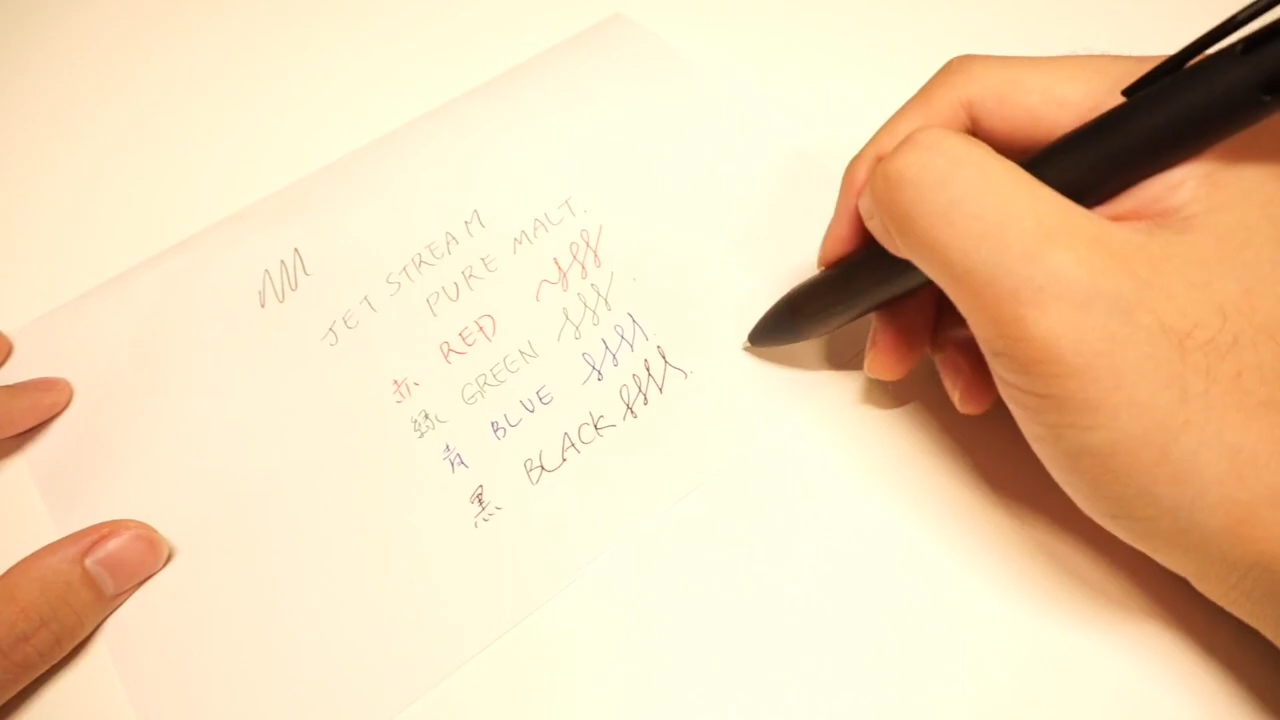 JET STREAM
PURE MALT.
赤 RED
緑 GREEN
青 BLUE
黒 BLACK